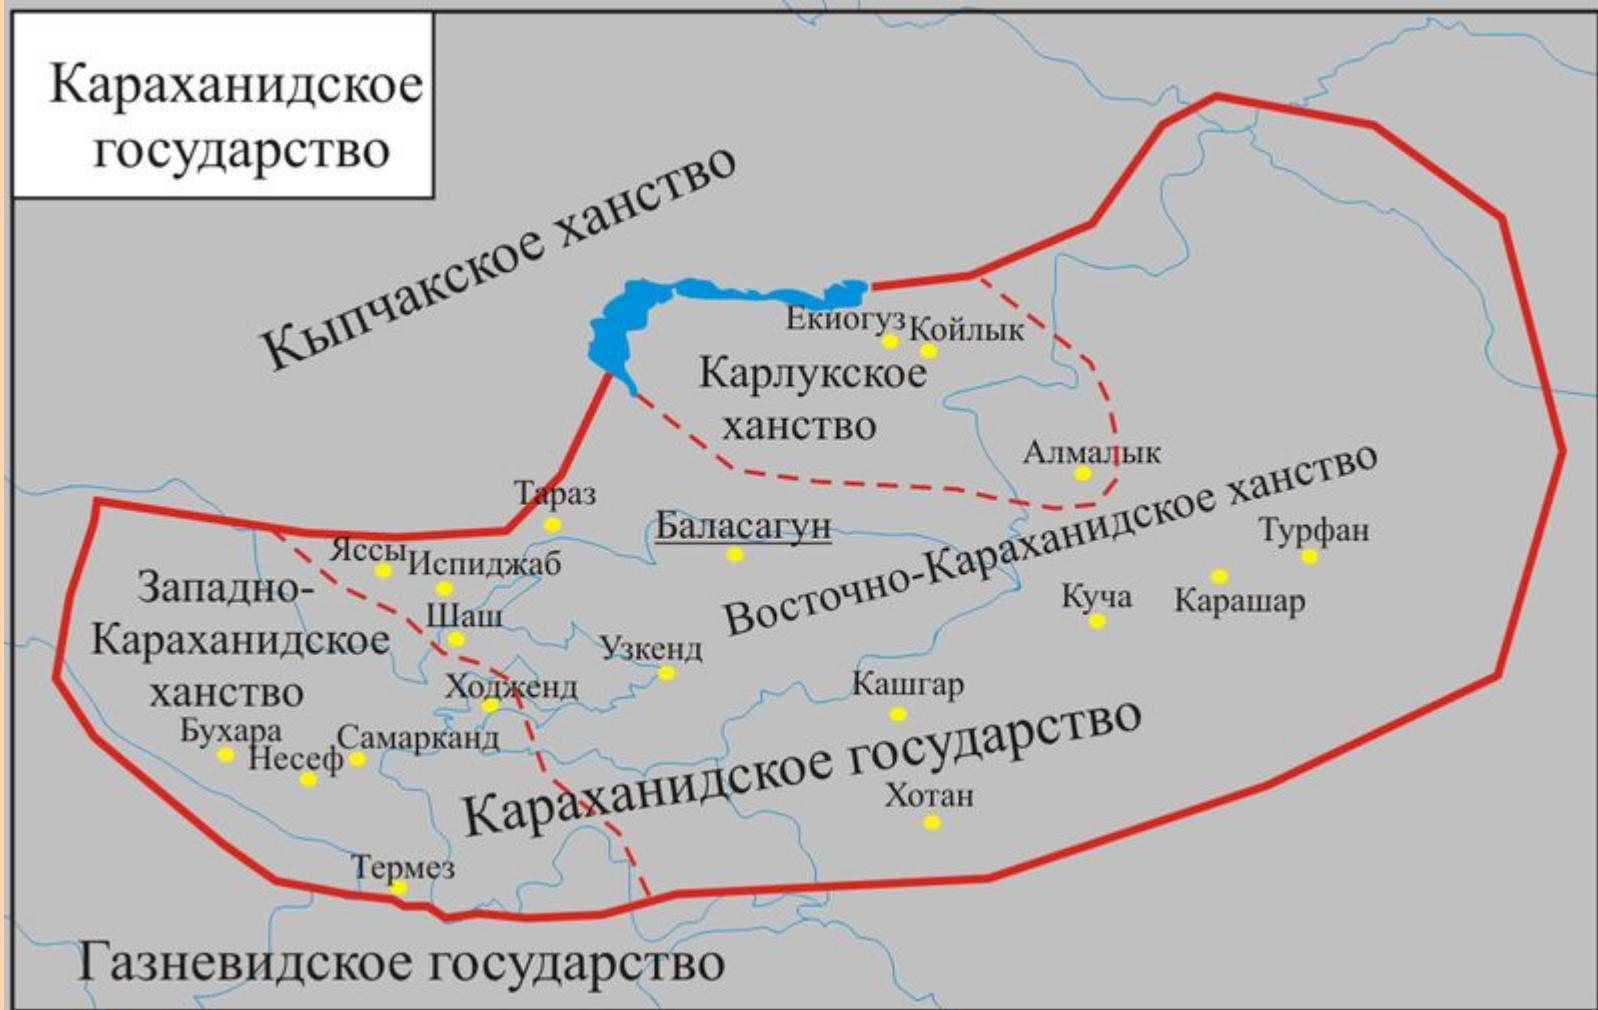 Караханидское
государство
Кыпчакское ханство
Екиогуз
Койлык
Карлукское
ханство
Алмалык
Тараз
Баласагун
Восточно-Караханидское ханство
Турфан
Яссы
Испиджаб
Западно-
Караханидское
ханство
Шаш
Куча
Карашар
Узкенд
Ходженд
Кашгар
Бухара
Несеф
Самарканд
Караханидское государство
Хотан
Термез
Газневидское государство